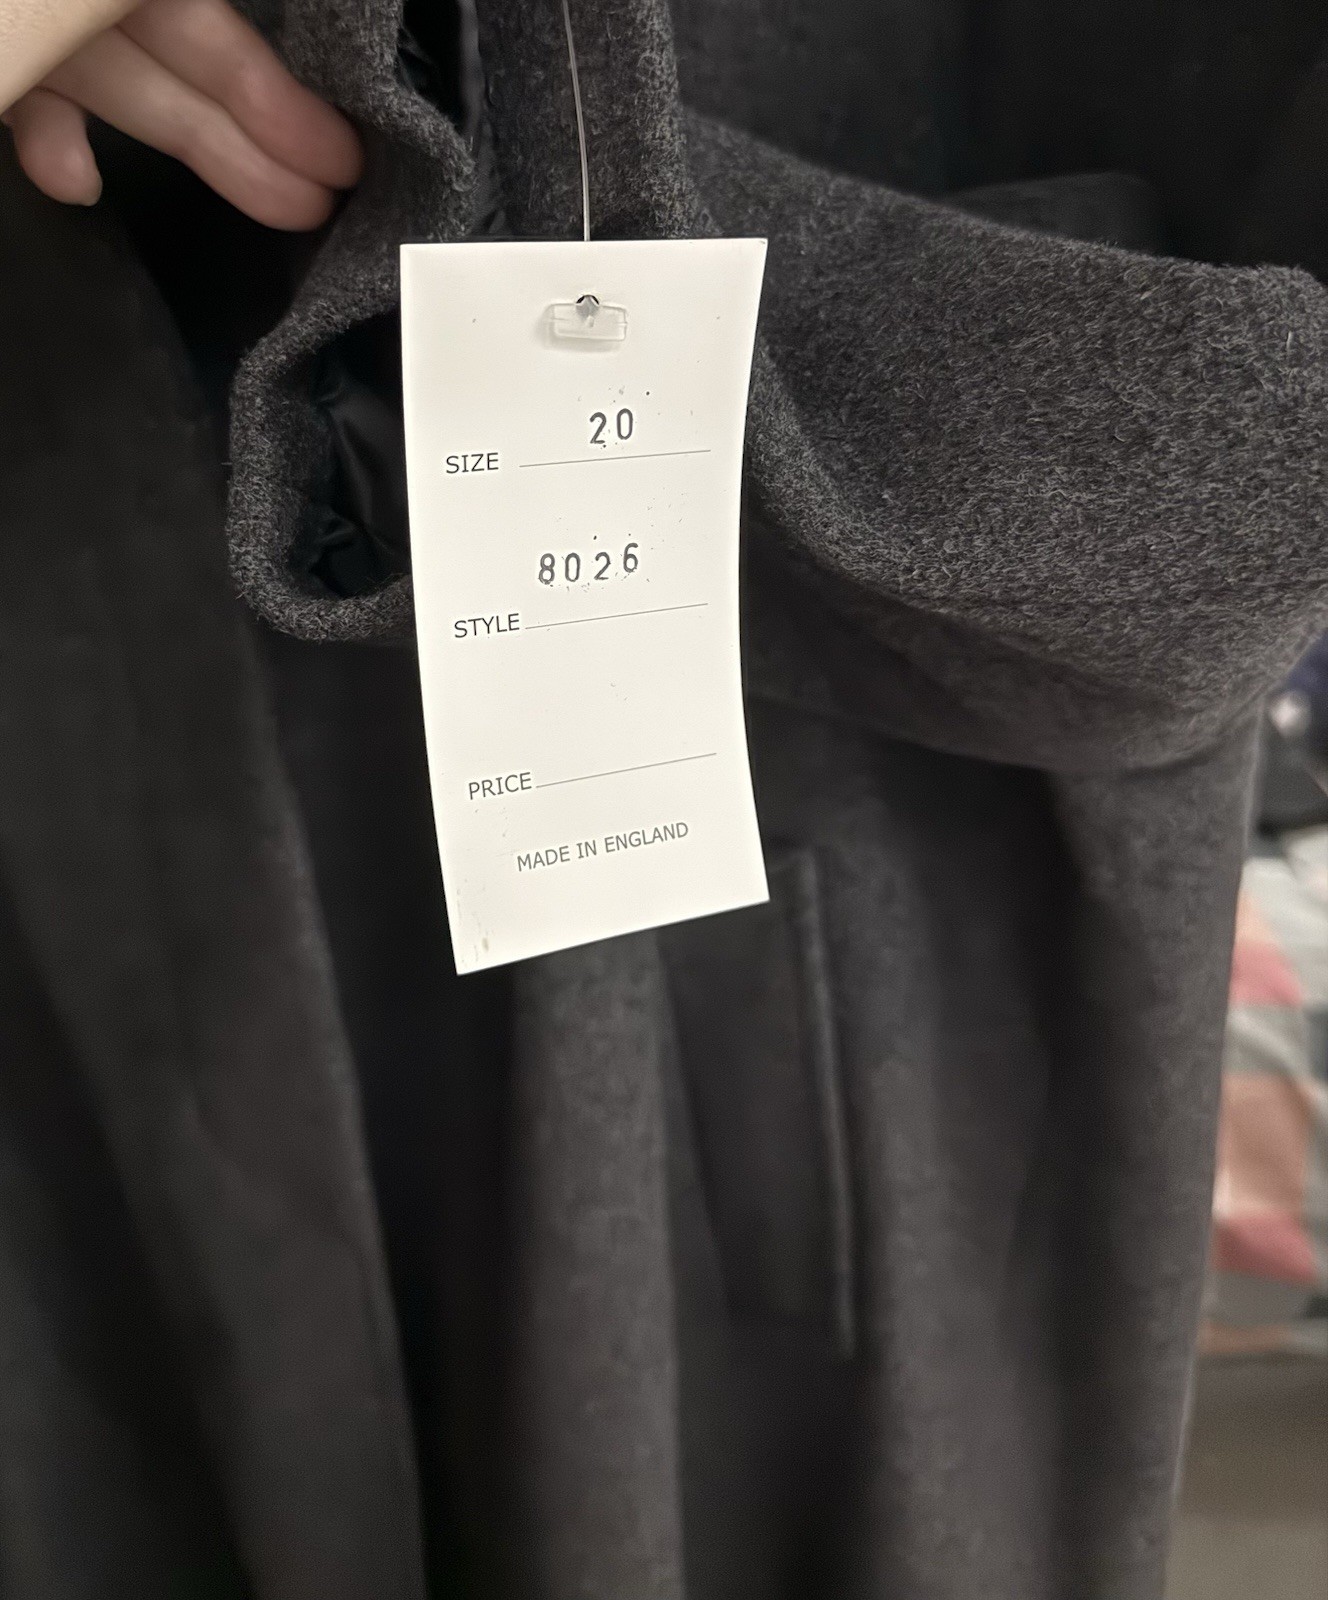 20
SIZE
8026
STYLE
PRICE
MADE IN ENGLAND